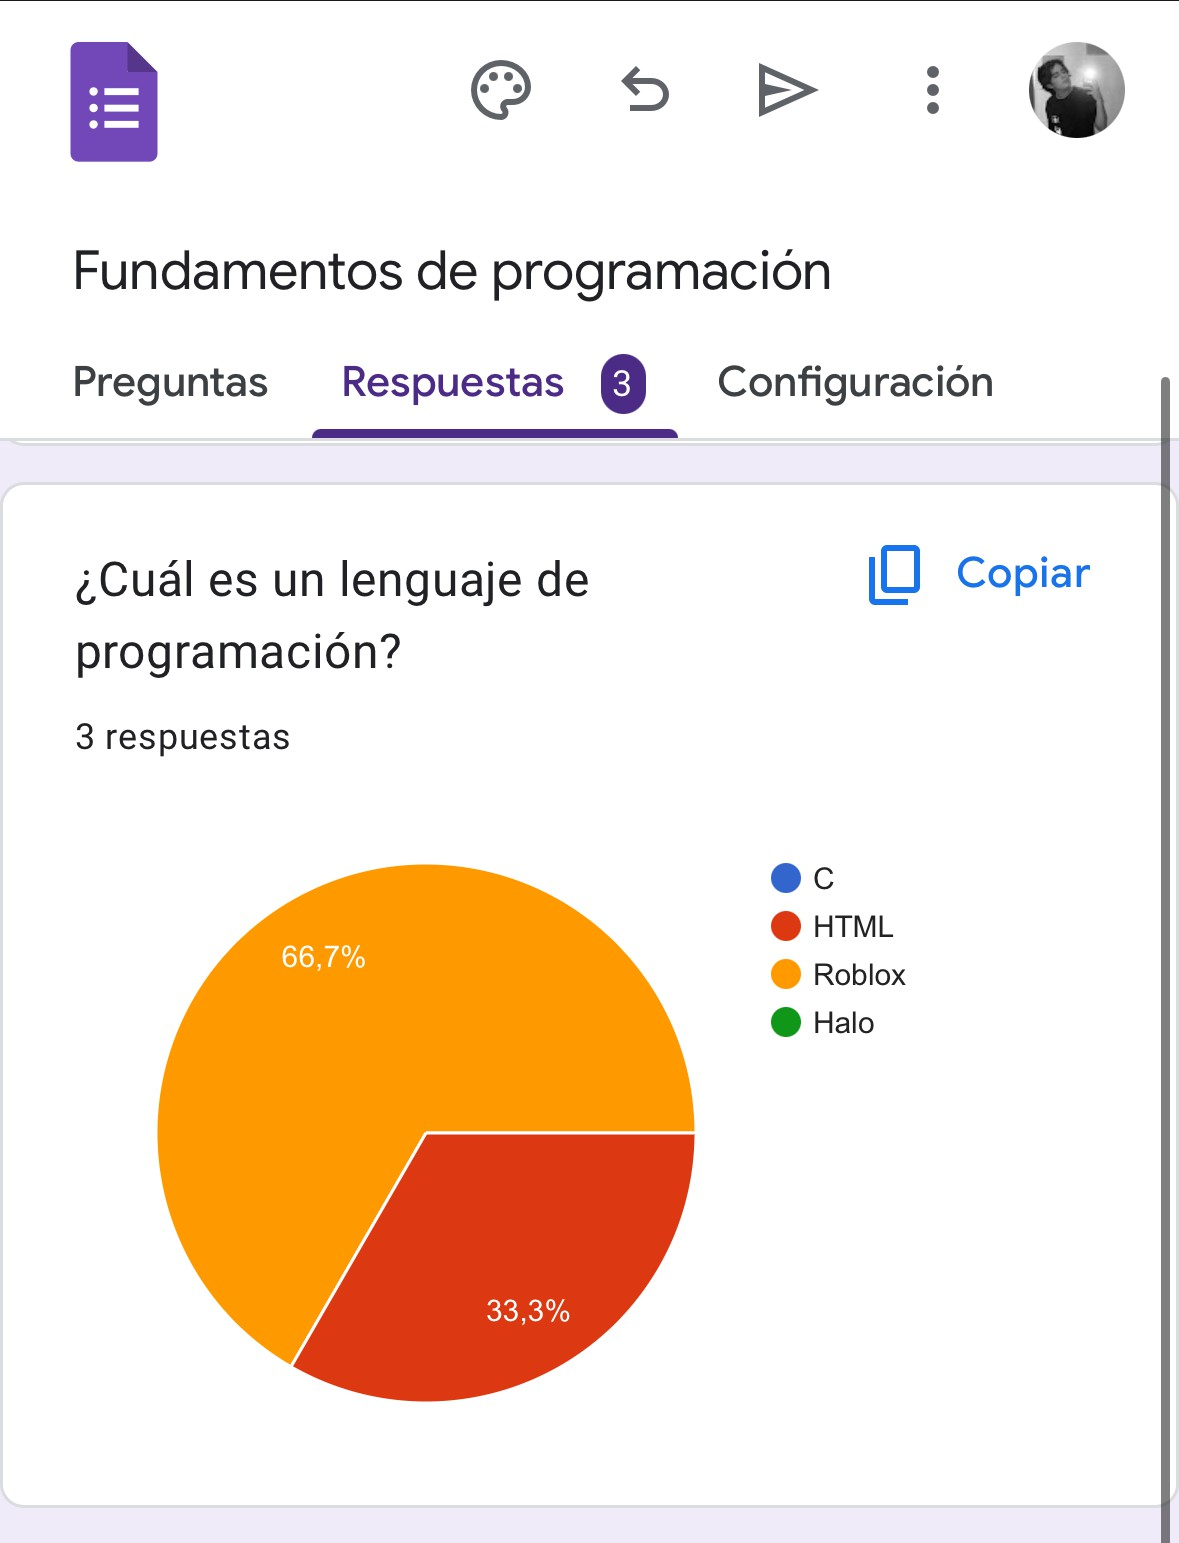 Fundamentos de programación
Preguntas Respuestas 3 Configuración
¿Cuál es un lenguaje de
programación?
Copiar
3 respuestas
66,7%
33,3%
C
HTML
Roblox
Halo